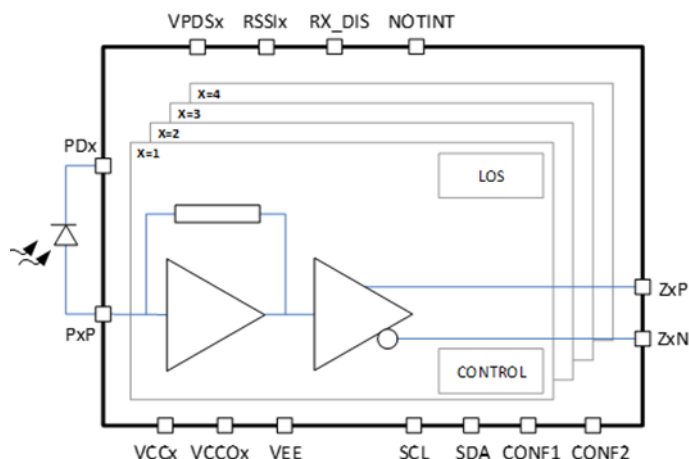 VPDSx RSSIx RX_DIS NOTINT
X=4
X=3
X=2
X=1
PDx
LOS
PxP
ZxP
ZxN
CONTROL
VCCx VCCOx VEE SCL SDA CONF1 CONF2